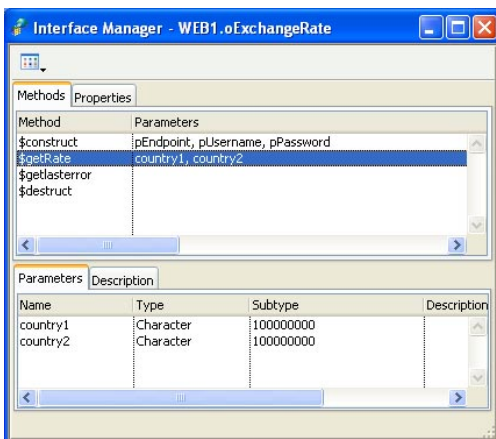 Interface Manager - WEB1.oExchangeRate
Methods Properties
Method Parameters
$construct pEndpoint, pUsername, pPassword
$getRate country1, country2
$getlasterror
$destruct
Parameters Description
Name Type Subtype Description
country1 Character 100000000
country2 Character 100000000